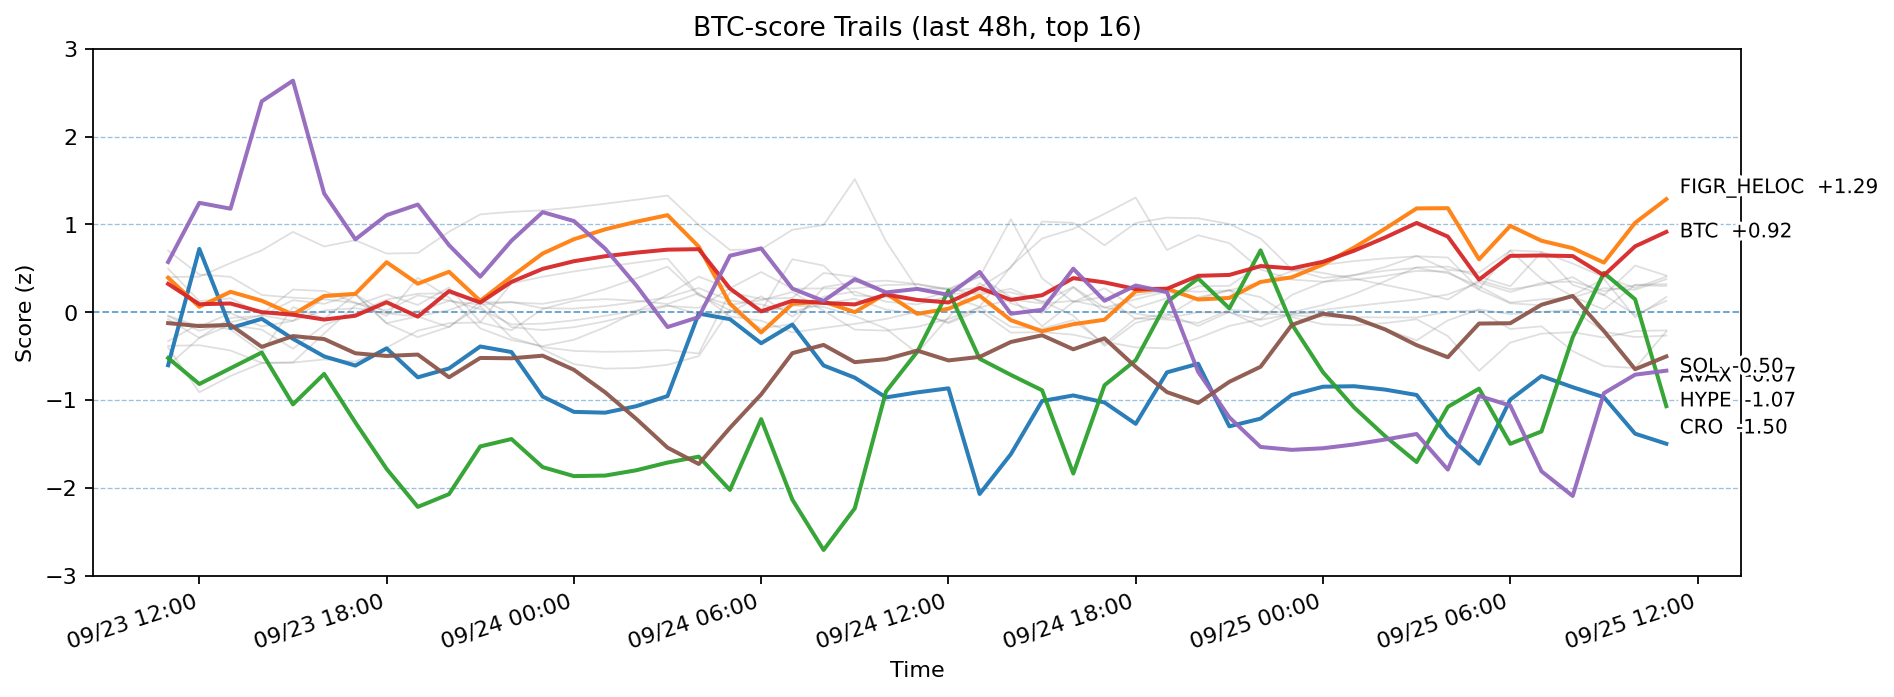 BTC-score Trails (last 48h, top 16)
Score (z)
3
2
1
0
−1
−2
−3
FIGR_HELOC +1.29
BTC +0.92
SOL -0.50
AVAX -0.67
HYPE -1.07
CRO -1.50
09/23 12:00
09/23 18:00
09/24 00:00
09/24 06:00
09/24 12:00
09/24 18:00
09/25 00:00
09/25 06:00
09/25 12:00
Time